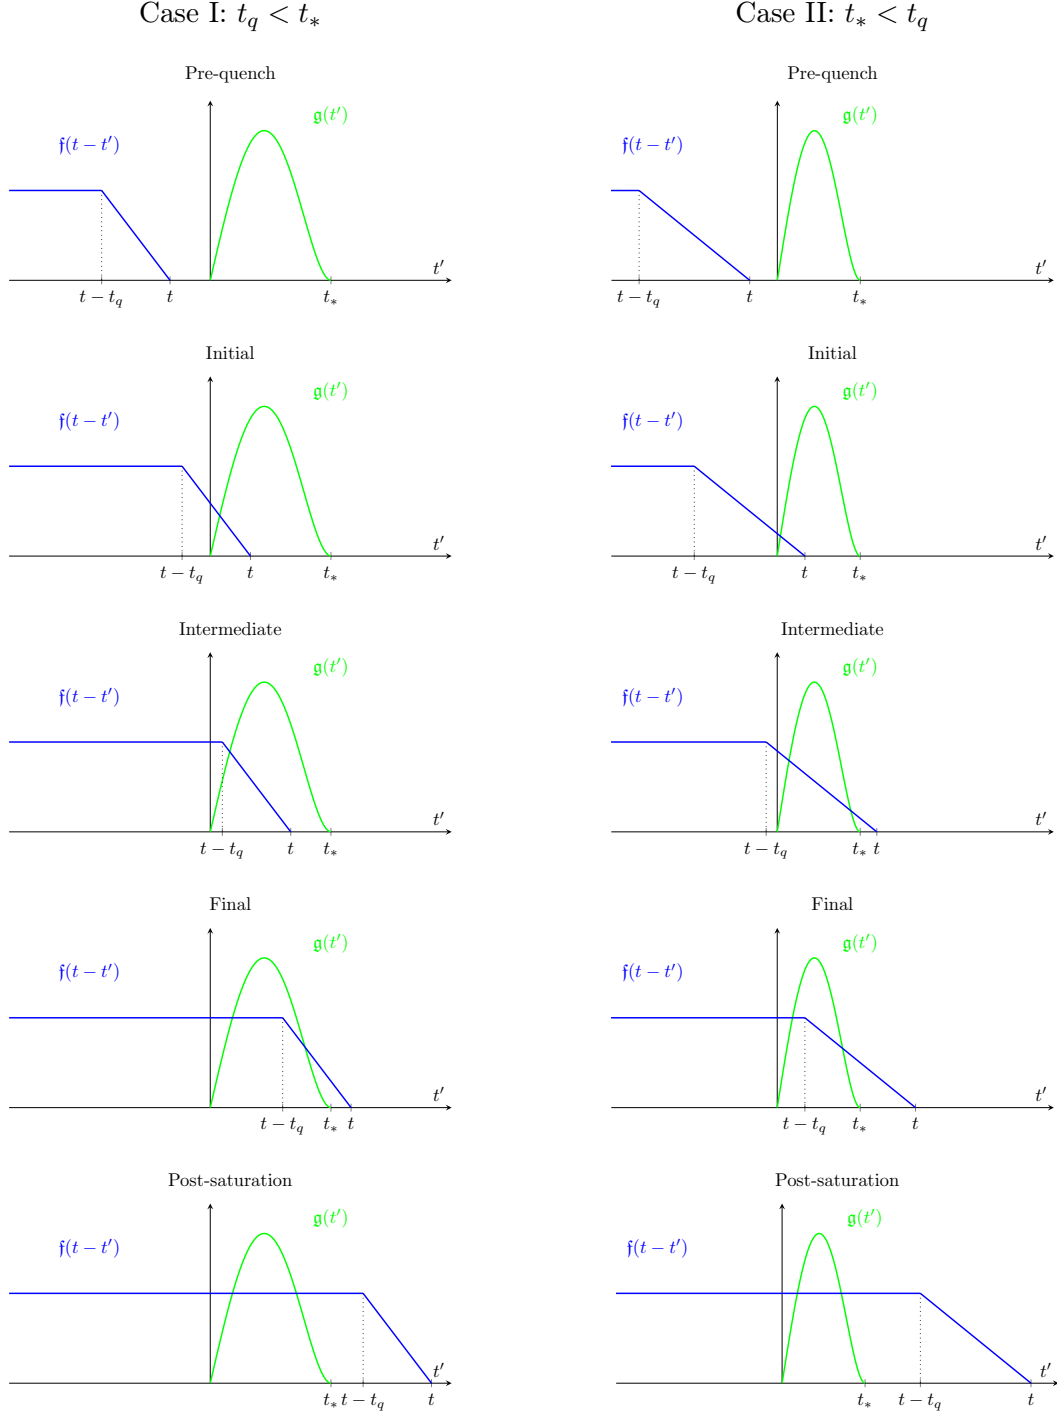 Case I: $t_q < t_*$
Case II: $t_* < t_q$
Pre-quench
Pre-quench
𝔣(t − t′)
𝔤(t′)
t′
t − t_q
t
t_*
𝔣(t − t′)
𝔤(t′)
t′
t − t_q
t
t_*
Initial
Initial
𝔣(t − t′)
𝔤(t′)
t′
t − t_q
t
t_*
𝔣(t − t′)
𝔤(t′)
t′
t − t_q
t
t_*
Intermediate
Intermediate
𝔣(t − t′)
𝔤(t′)
t′
t − t_q
t
t_*
𝔣(t − t′)
𝔤(t′)
t′
t − t_q
t_*
t
Final
Final
𝔣(t − t′)
𝔤(t′)
t′
t − t_q
t_*
t
𝔣(t − t′)
𝔤(t′)
t′
t − t_q
t_*
t
Post-saturation
Post-saturation
𝔣(t − t′)
𝔤(t′)
t′
t_*
t − t_q
t
𝔣(t − t′)
𝔤(t′)
t′
t_*
t − t_q
t